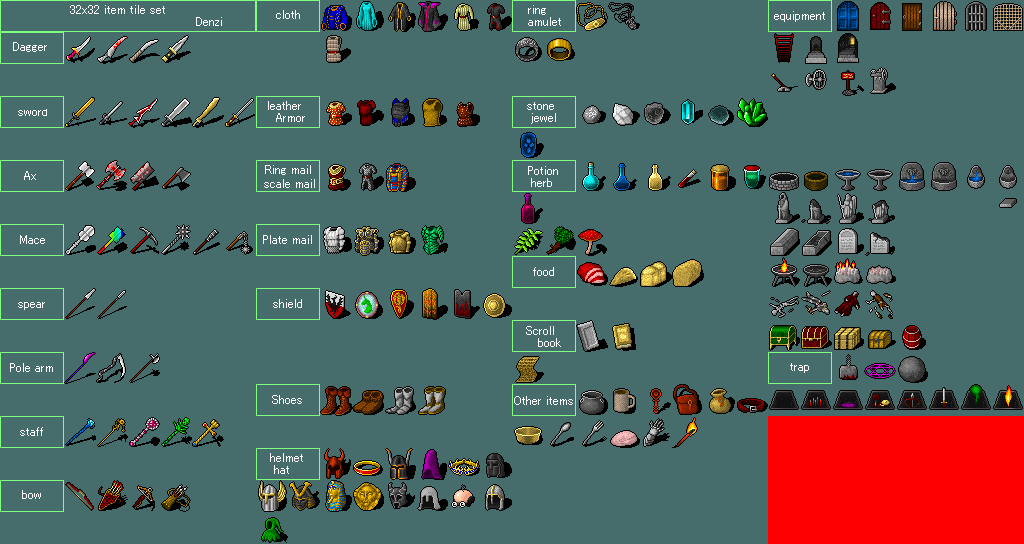 32x32 item tile set
Denzi
Dagger
sword
Ax
Mace
spear
Pole arm
staff
bow
cloth
leather
Armor
Ring mail
scale mail
Plate mail
shield
Shoes
helmet
hat
ring
amulet
stone
jewel
Potion
herb
food
Scroll
book
Other items
equipment
trap